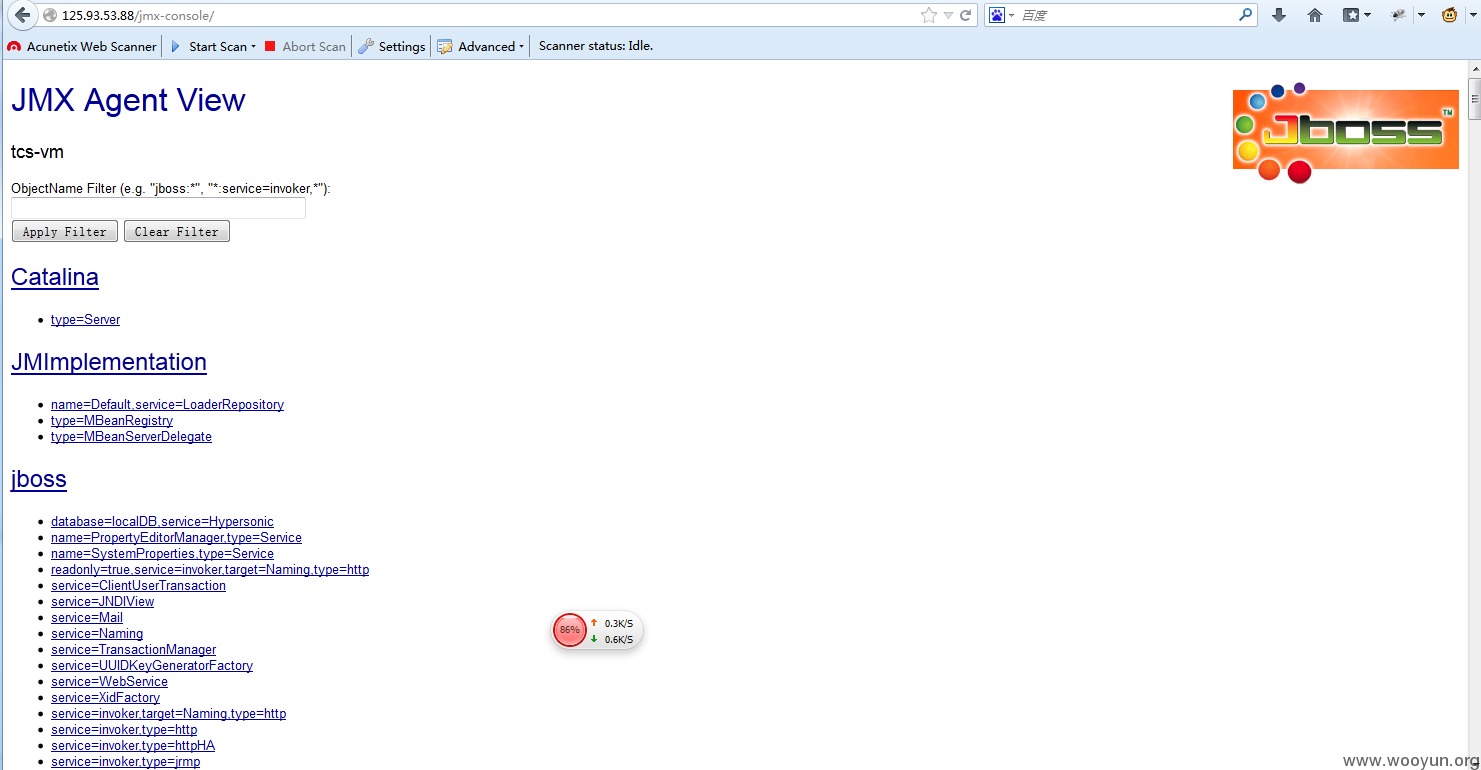 125.93.53.88/jmx-console/
百度
Acunetix Web Scanner Start Scan Abort Scan Settings Advanced Scanner status: Idle.
JMX Agent View
Jboss TM
tcs-vm
ObjectName Filter (e.g. "jboss:*", "*:service=invoker,*"):
Apply Filter Clear Filter
Catalina
type=Server
JMImplementation
name=Default,service=LoaderRepository
type=MBeanRegistry
type=MBeanServerDelegate
jboss
database=localDB,service=Hypersonic
name=PropertyEditorManager,type=Service
name=SystemProperties,type=Service
readonly=true,service=invoker,target=Naming,type=http
service=ClientUserTransaction
service=JNDIView
service=Mail
service=Naming
service=TransactionManager
service=UUIDKeyGeneratorFactory
service=WebService
service=XidFactory
service=invoker,target=Naming,type=http
service=invoker,type=http
service=invoker,type=httpHA
service=invoker,type=jrmp
86% 0.3K/S
0.6K/S
www.wooyun.org